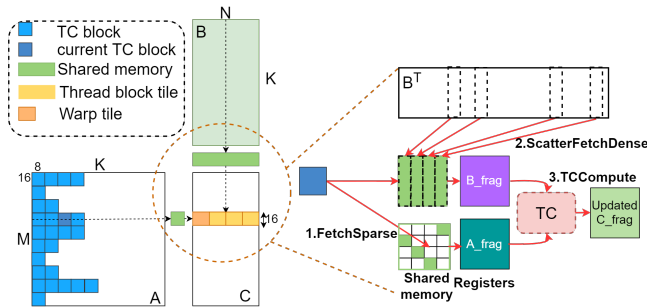 TC block
current TC block
Shared memory
Thread block tile
Warp tile
N
B
K
8
K
16
M
A
16
C
B^T
2.ScatterFetchDense
B_frag
3.TCCompute
TC
Updated
C_frag
1.FetchSparse
A_frag
Shared
memory
Registers